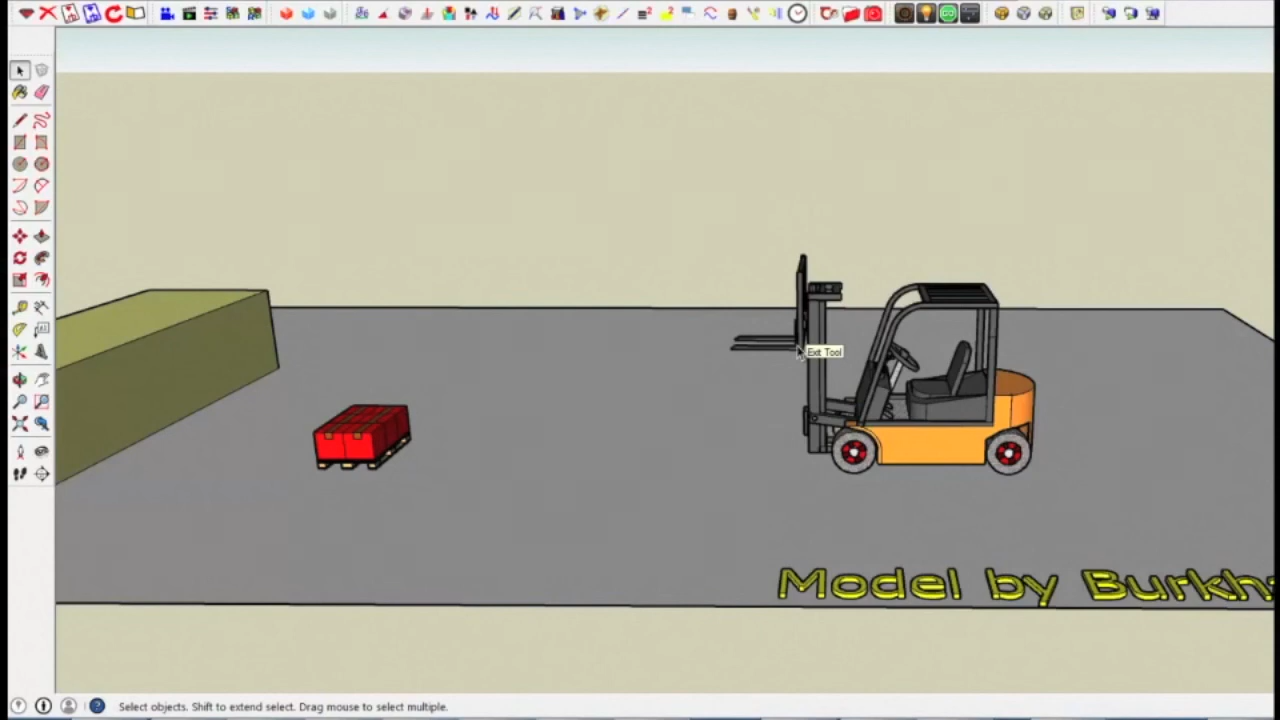 Exit Tool
Model by Burkh
Select objects. Shift to extend select. Drag mouse to select multiple.